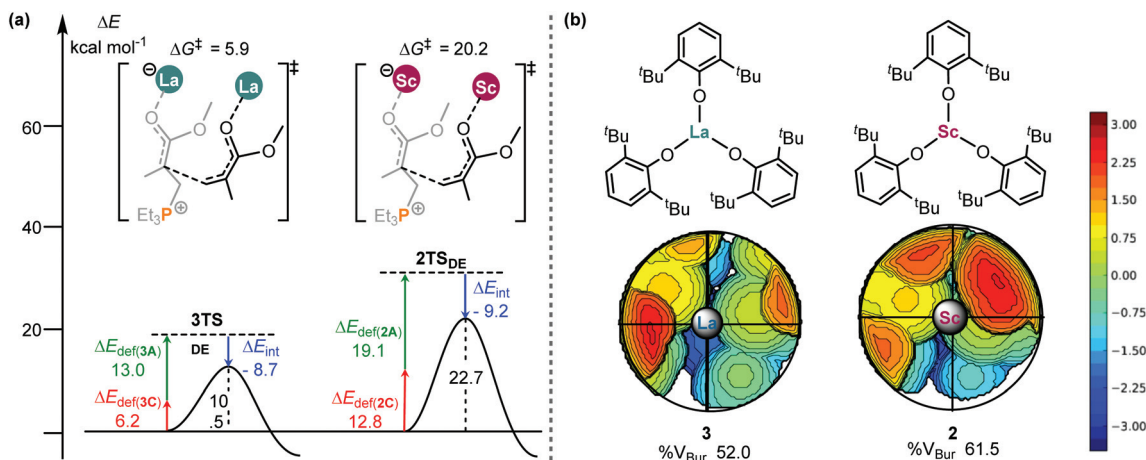 (a)
ΔE
kcal mol⁻¹
60
40
20
ΔG‡ = 5.9
‡
⊖
La
La
O
O
O
O
Et₃P⊕
ΔG‡ = 20.2
‡
⊖
Sc
Sc
O
O
O
O
Et₃P⊕
3TS
DE
ΔE_def(3A)
13.0
ΔE_int
- 8.7
ΔE_def(3C)
6.2
10
.5
2TS_DE
ΔE_def(2A)
19.1
ΔE_int
- 9.2
ΔE_def(2C)
12.8
22.7
(b)
ᵗBu
ᵗBu
O
ᵗBu
La
ᵗBu
O
O
ᵗBu
ᵗBu
ᵗBu
ᵗBu
O
ᵗBu
Sc
ᵗBu
O
O
ᵗBu
ᵗBu
La
3
%V_Bur 52.0
Sc
2
%V_Bur 61.5
3.00
2.25
1.50
0.75
0.00
-0.75
-1.50
-2.25
-3.00